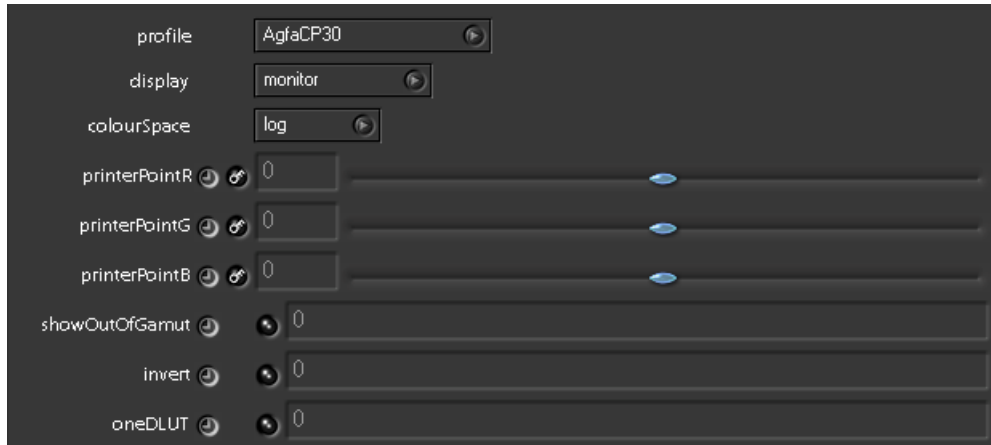 profile AgfaCP30
display monitor
colourSpace log
printerPointR 0
printerPointG 0
printerPointB 0
showOutOfGamut 0
invert 0
oneDLUT 0